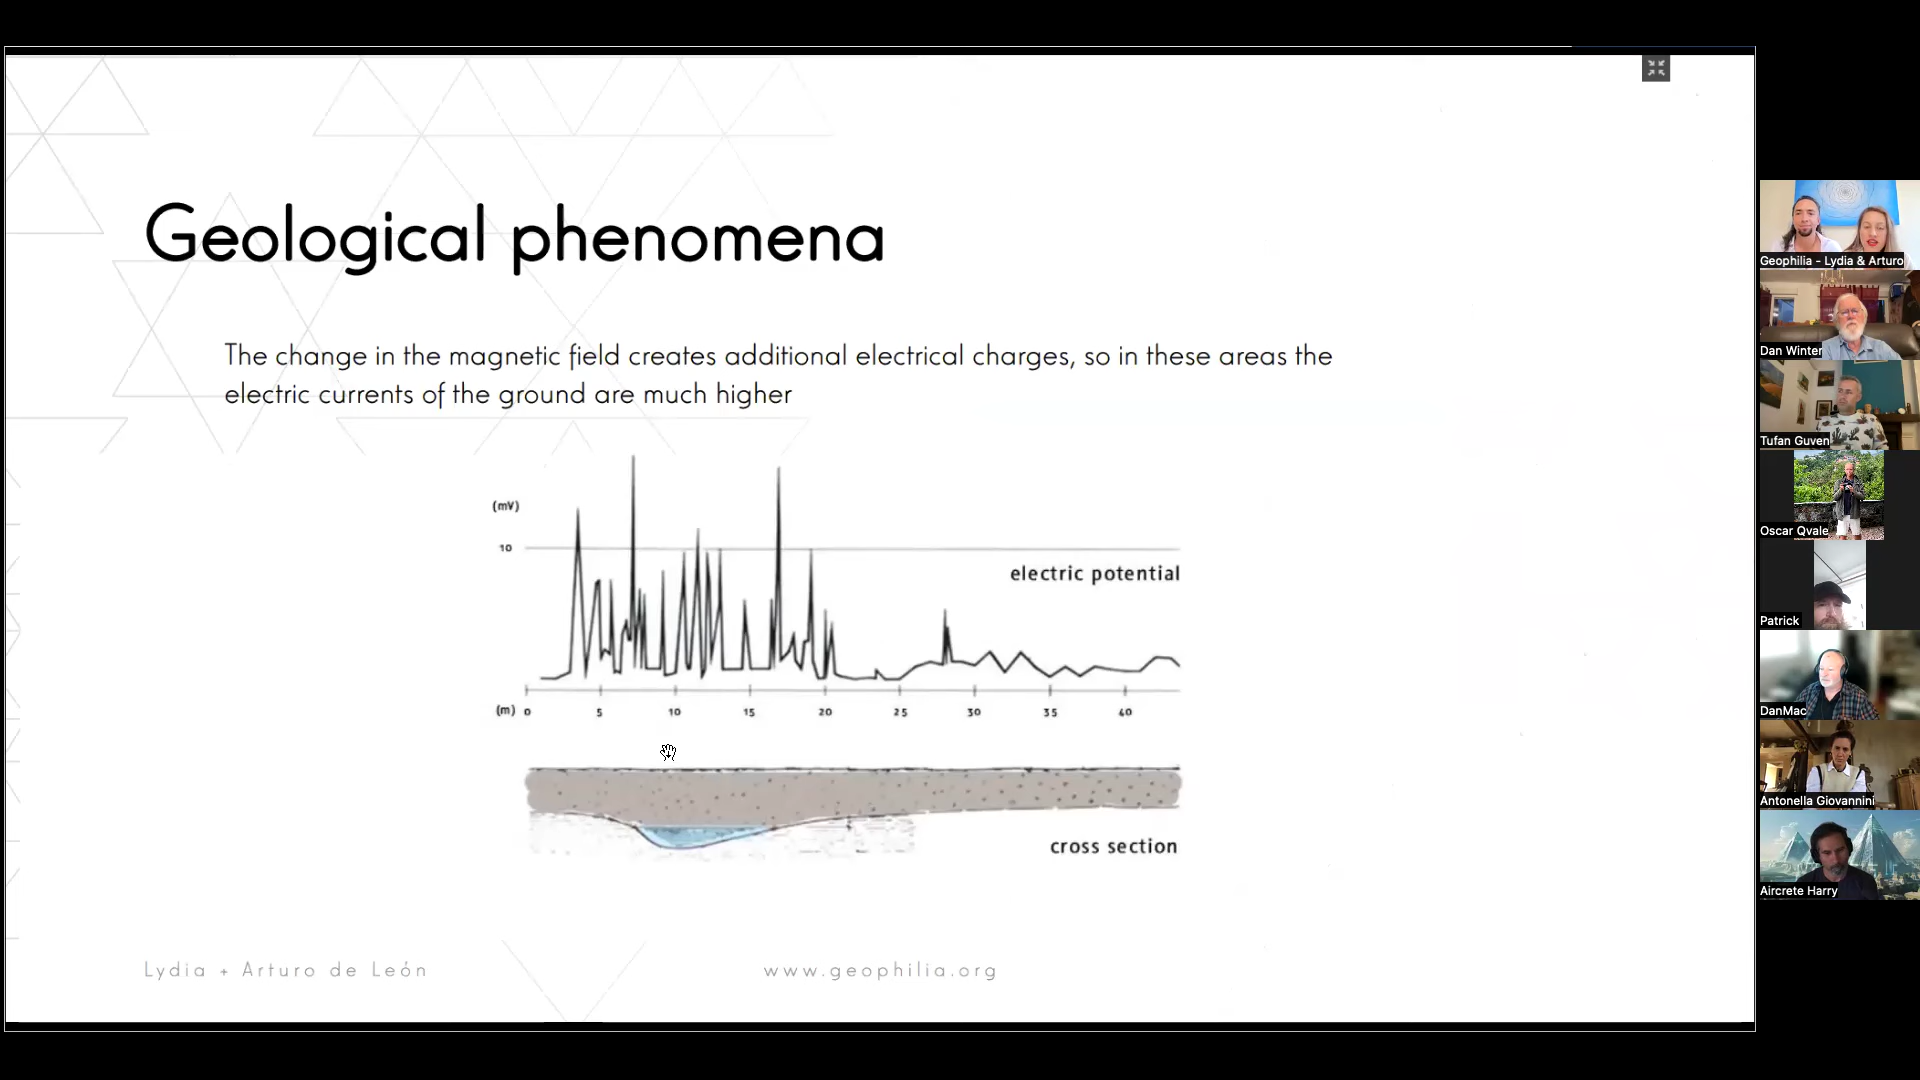 Geological phenomena
The change in the magnetic field creates additional electrical charges, so in these areas the
electric currents of the ground are much higher
(mV)
10
electric potential
(m) 0 5 10 15 20 25 30 35 40
cross section
Lydia + Arturo de León
www.geophilia.org
Geophilia - Lydia & Arturo
Dan Winter
Tufan Guven
Oscar Qvale
Patrick
DanMac
Antonella Giovannini
Aircrete Harry